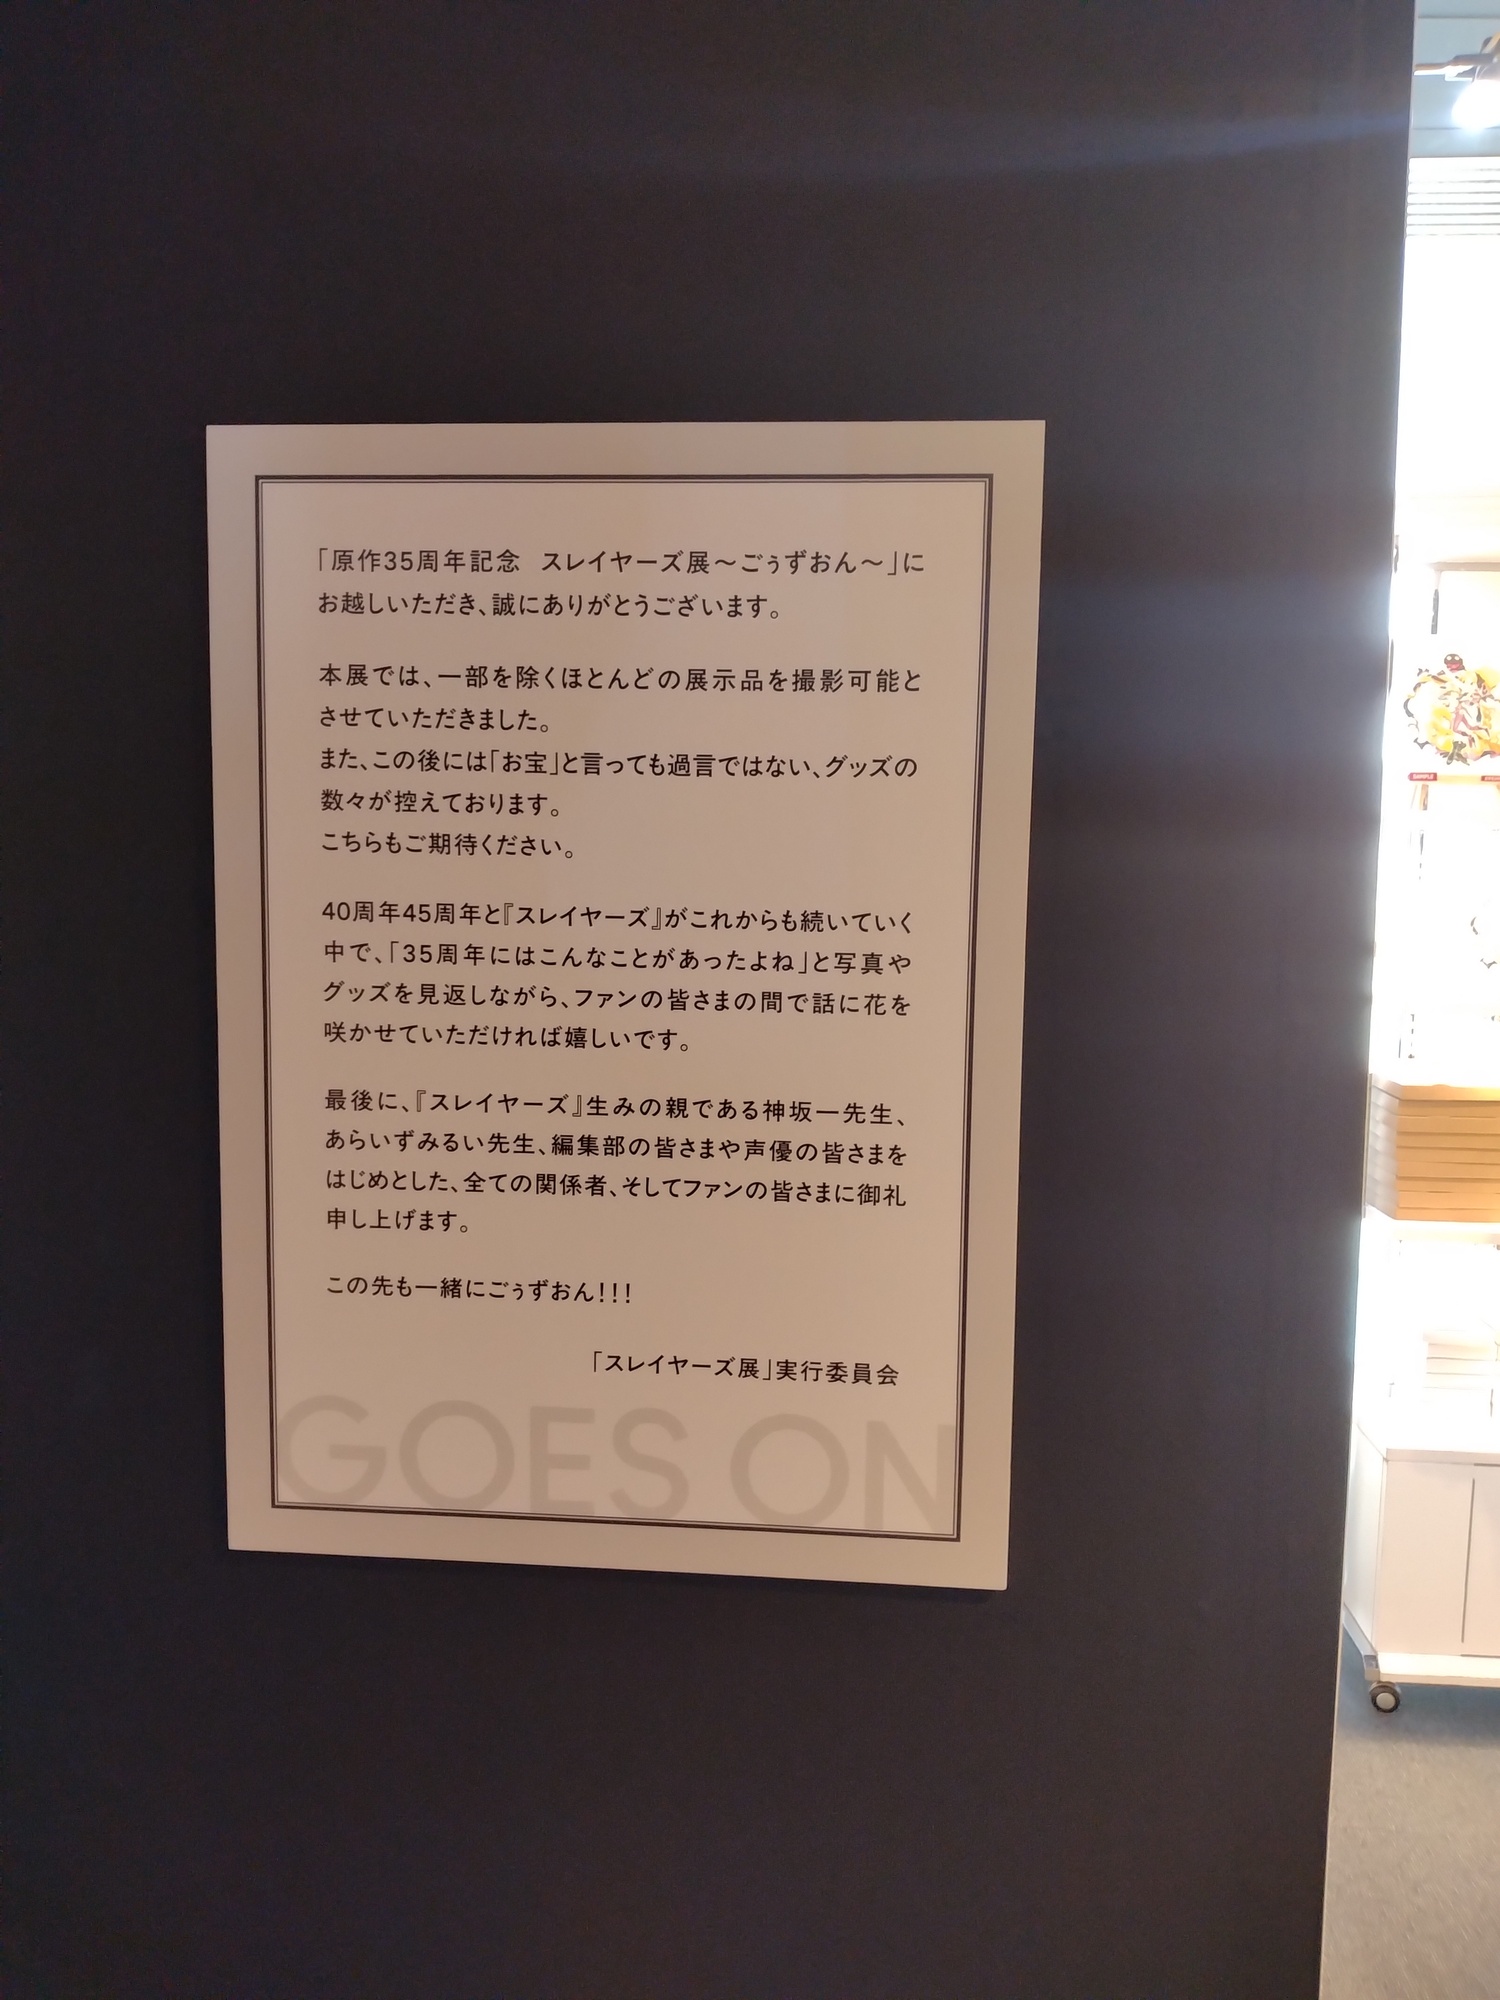 「原作35周年記念　スレイヤーズ展～ごぅずおん～」に
お越しいただき、誠にありがとうございます。
本展では、一部を除くほとんどの展示品を撮影可能と
させていただきました。
また、この後には「お宝」と言っても過言ではない、グッズの
数々が控えております。
こちらもご期待ください。
40周年45周年と『スレイヤーズ』がこれからも続いていく
中で、「35周年にはこんなことがあったよね」と写真や
グッズを見返しながら、ファンの皆さまの間で話に花を
咲かせていただければ嬉しいです。
最後に、『スレイヤーズ』生みの親である神坂一先生、
あらいずみるい先生、編集部の皆さまや声優の皆さまを
はじめとした、全ての関係者、そしてファンの皆さまに御礼
申し上げます。
この先も一緒にごぅずおん!!!
「スレイヤーズ展」実行委員会
GOES ON
SAMPLE